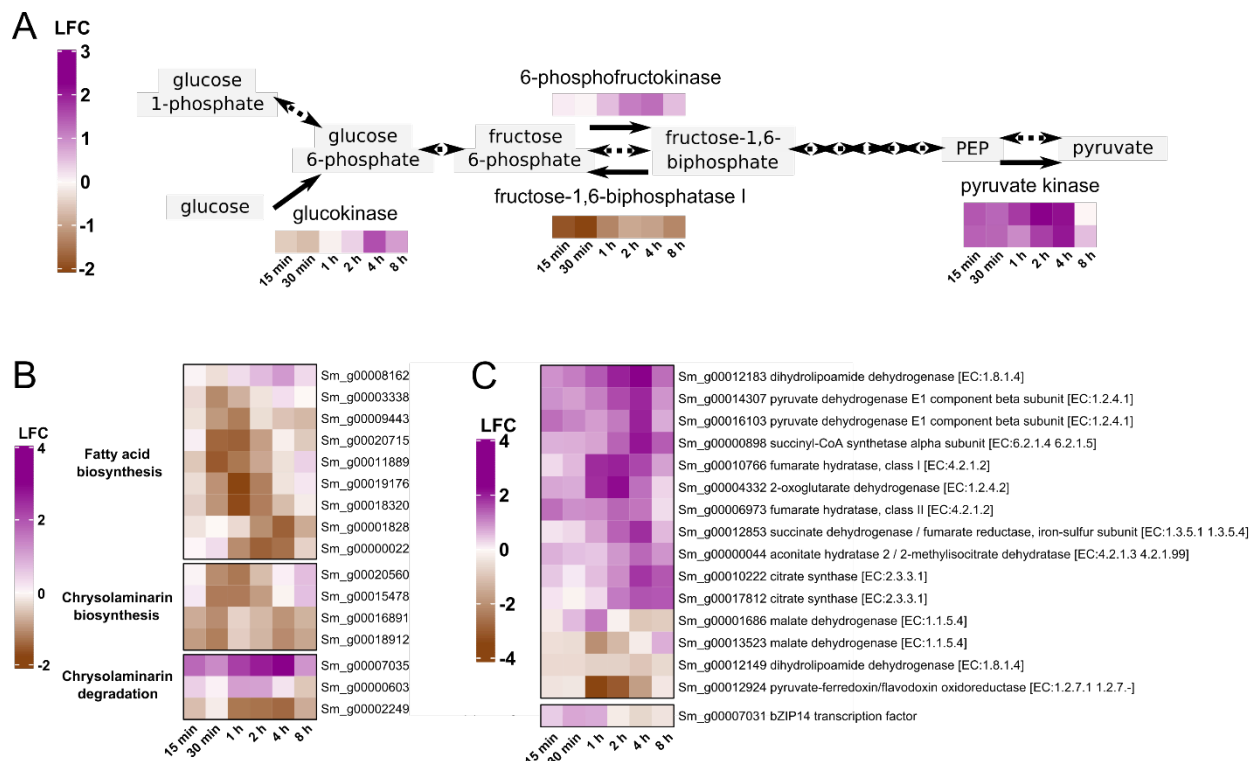 A
LFC
3
2
1
0
-1
-2
glucose
1-phosphate
glucose
6-phosphate
glucose
glucokinase
15 min
30 min
1 h
2 h
4 h
8 h
fructose
6-phosphate
6-phosphofructokinase
fructose-1,6-
biphosphate
fructose-1,6-biphosphatase I
15 min
30 min
1 h
2 h
4 h
8 h
PEP
pyruvate
pyruvate kinase
15 min
30 min
1 h
2 h
4 h
8 h
B
LFC
4
2
0
-2
Fatty acid
biosynthesis
Sm_g00008162
Sm_g00003338
Sm_g00009443
Sm_g00020715
Sm_g00011889
Sm_g00019176
Sm_g00018320
Sm_g00001828
Sm_g00000022
Chrysolaminarin
biosynthesis
Sm_g00020560
Sm_g00015478
Sm_g00016891
Sm_g00018912
Chrysolaminarin
degradation
Sm_g00007035
Sm_g00000603
Sm_g00002249
15 min
30 min
1 h
2 h
4 h
8 h
C
LFC
4
2
0
-2
-4
Sm_g00012183 dihydrolipoamide dehydrogenase [EC:1.8.1.4]
Sm_g00014307 pyruvate dehydrogenase E1 component beta subunit [EC:1.2.4.1]
Sm_g00016103 pyruvate dehydrogenase E1 component beta subunit [EC:1.2.4.1]
Sm_g00000898 succinyl-CoA synthetase alpha subunit [EC:6.2.1.4 6.2.1.5]
Sm_g00010766 fumarate hydratase, class I [EC:4.2.1.2]
Sm_g00004332 2-oxoglutarate dehydrogenase [EC:1.2.4.2]
Sm_g00006973 fumarate hydratase, class II [EC:4.2.1.2]
Sm_g00012853 succinate dehydrogenase / fumarate reductase, iron-sulfur subunit [EC:1.3.5.1 1.3.5.4]
Sm_g00000044 aconitate hydratase 2 / 2-methylisocitrate dehydratase [EC:4.2.1.3 4.2.1.99]
Sm_g00010222 citrate synthase [EC:2.3.3.1]
Sm_g00017812 citrate synthase [EC:2.3.3.1]
Sm_g00001686 malate dehydrogenase [EC:1.1.5.4]
Sm_g00013523 malate dehydrogenase [EC:1.1.5.4]
Sm_g00012149 dihydrolipoamide dehydrogenase [EC:1.8.1.4]
Sm_g00012924 pyruvate-ferredoxin/flavodoxin oxidoreductase [EC:1.2.7.1 1.2.7.-]
Sm_g00007031 bZIP14 transcription factor
15 min
30 min
1 h
2 h
4 h
8 h